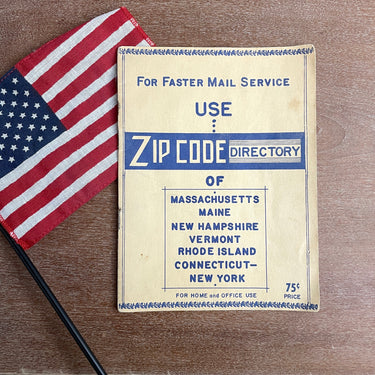 FOR FASTER MAIL SERVICE
USE
ZIP CODE DIRECTORY
OF
MASSACHUSETTS
MAINE
NEW HAMPSHIRE
VERMONT
RHODE ISLAND
CONNECTICUT—
NEW YORK
FOR HOME and OFFICE USE
75¢
PRICE